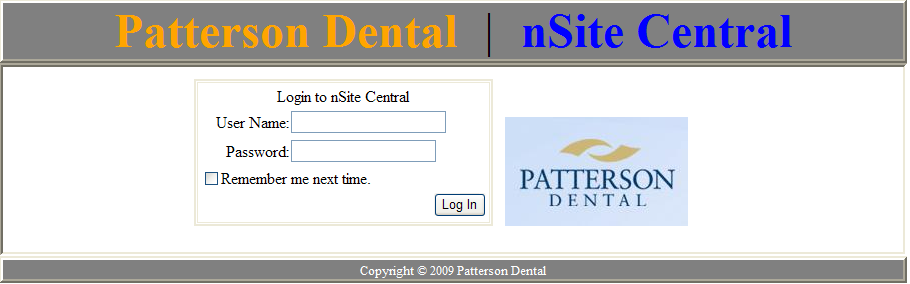 Patterson Dental | nSite Central
Login to nSite Central
User Name:
Password:
Remember me next time.
Log In
PATTERSON
DENTAL
Copyright © 2009 Patterson Dental